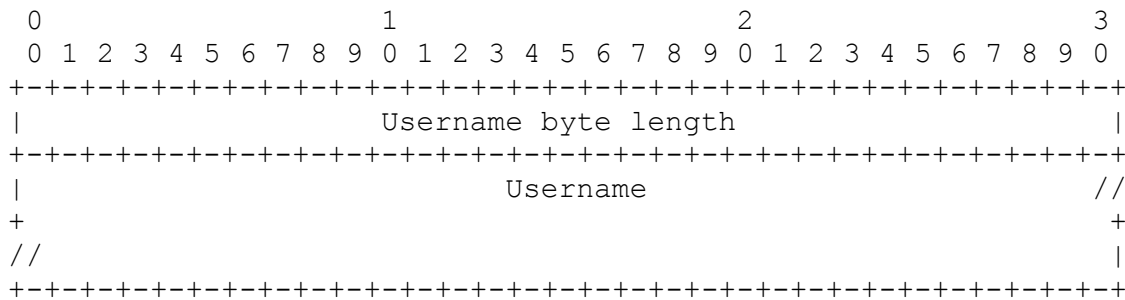 0                   1                   2                   3
 0 1 2 3 4 5 6 7 8 9 0 1 2 3 4 5 6 7 8 9 0 1 2 3 4 5 6 7 8 9 0
+-+-+-+-+-+-+-+-+-+-+-+-+-+-+-+-+-+-+-+-+-+-+-+-+-+-+-+-+-+-+-+
|                    Username byte length                     |
+-+-+-+-+-+-+-+-+-+-+-+-+-+-+-+-+-+-+-+-+-+-+-+-+-+-+-+-+-+-+-+
|                           Username                         //
+                                                             +
//                                                            |
+-+-+-+-+-+-+-+-+-+-+-+-+-+-+-+-+-+-+-+-+-+-+-+-+-+-+-+-+-+-+-+